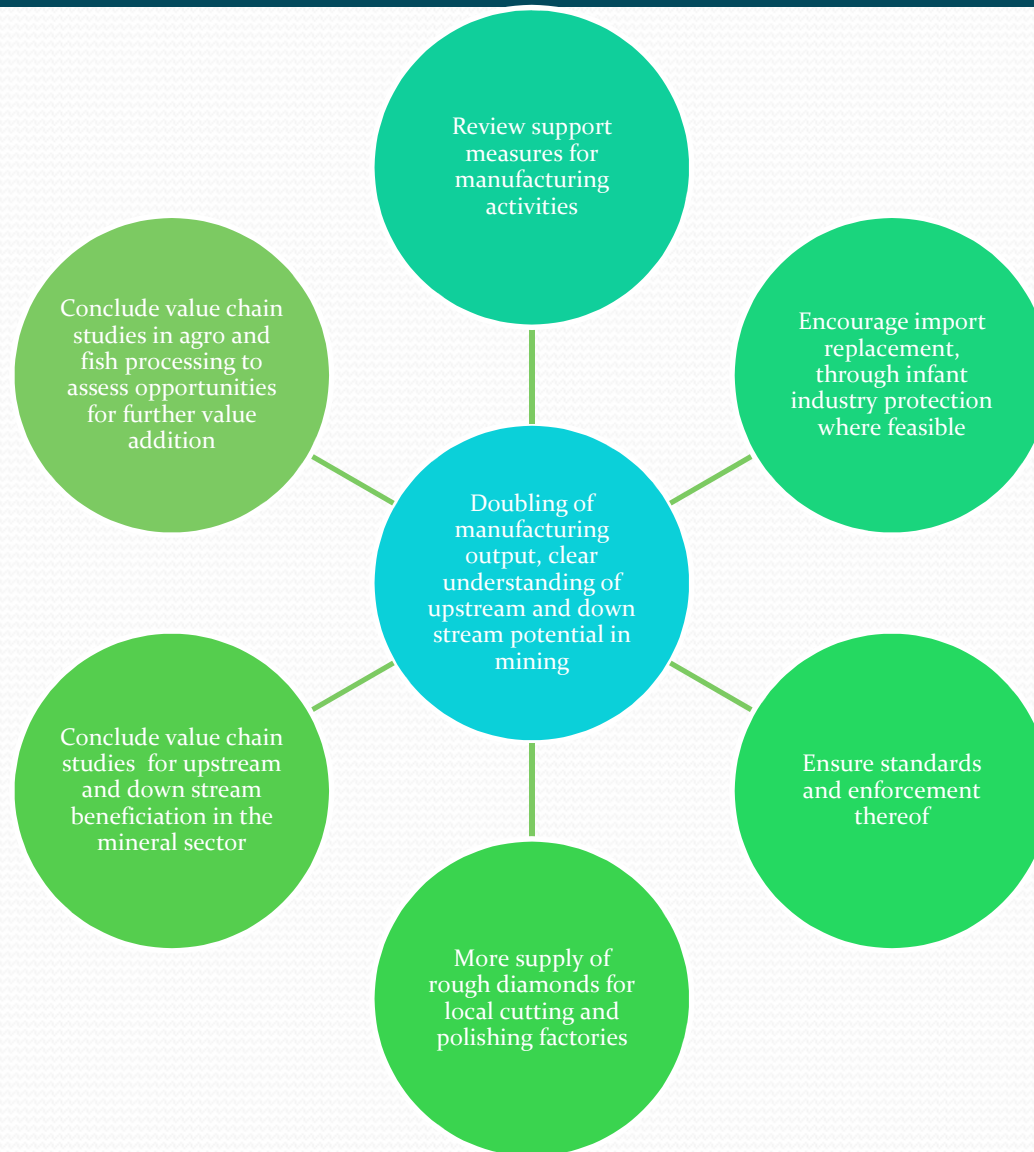 Review support
measures for
manufacturing
activities
Encourage import
replacement,
through infant
industry protection
where feasible
Ensure standards
and enforcement
thereof
More supply of
rough diamonds for
local cutting and
polishing factories
Conclude value chain
studies for upstream
and down stream
beneficiation in the
mineral sector
Conclude value chain
studies in agro and
fish processing to
assess opportunities
for further value
addition
Doubling of
manufacturing
output, clear
understanding of
upstream and down
stream potential in
mining